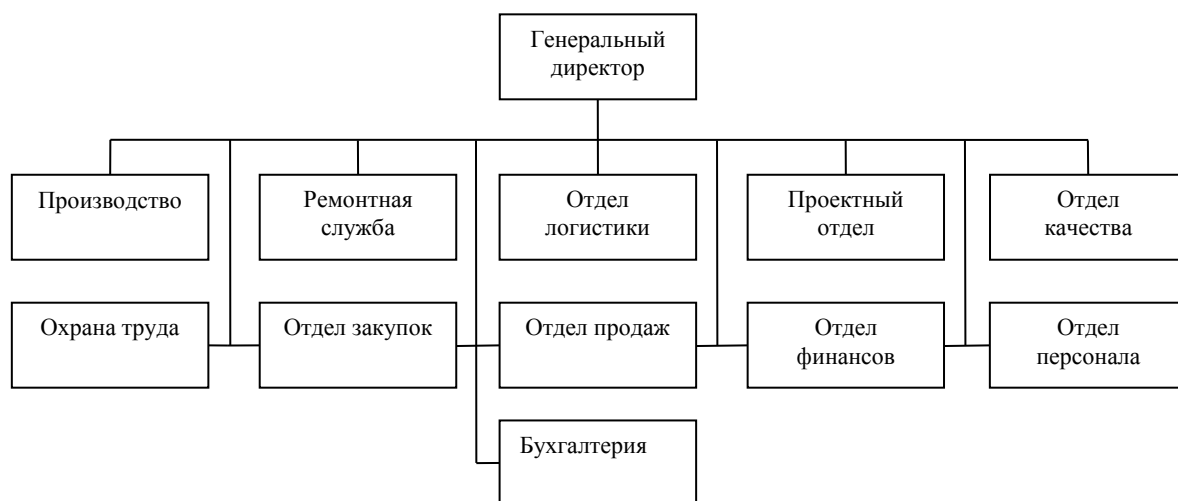 Генеральный
директор
Производство
Ремонтная
служба
Отдел
логистики
Проектный
отдел
Отдел
качества
Охрана труда
Отдел закупок
Отдел продаж
Отдел
финансов
Отдел
персонала
Бухгалтерия